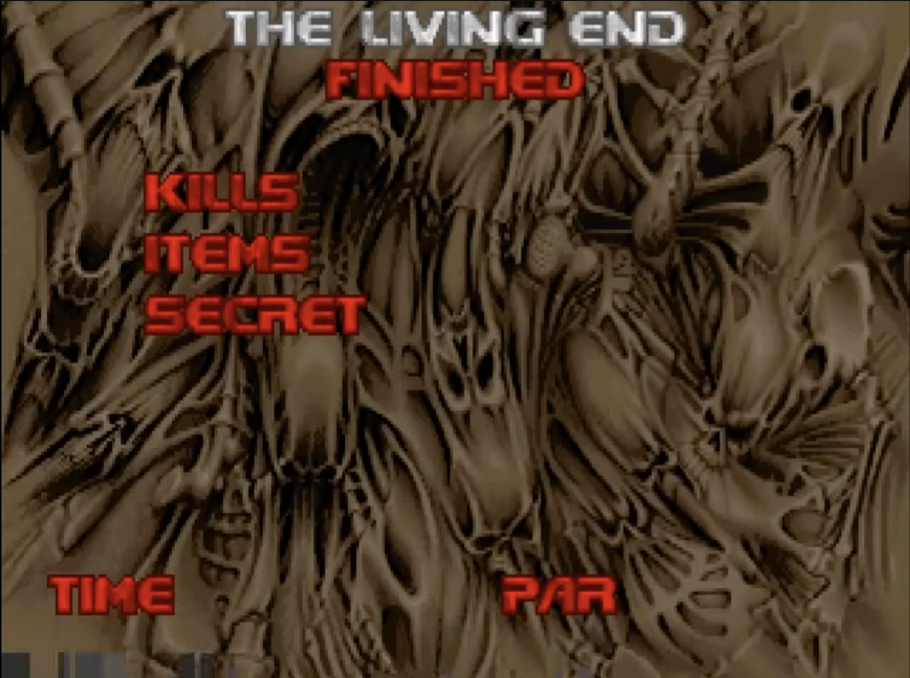 THE LIVING END
FINISHED
KILLS
ITEMS
SECRET
TIME PAR